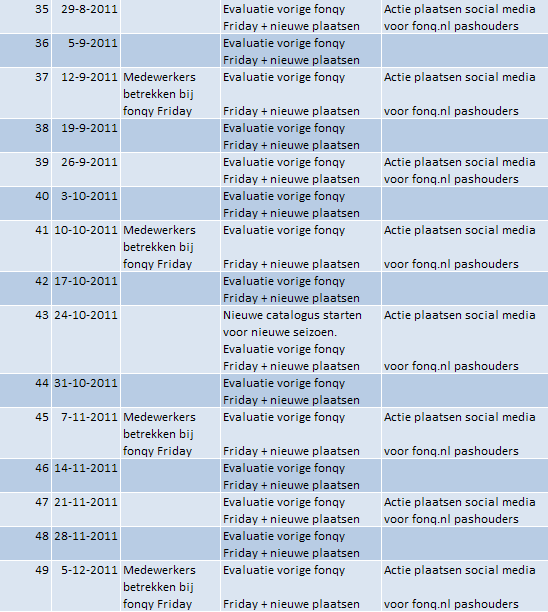 35 29-8-2011 Evaluatie vorige fonqy Actie plaatsen social media
Friday + nieuwe plaatsen voor fonq.nl pashouders
36 5-9-2011 Evaluatie vorige fonqy
Friday + nieuwe plaatsen
37 12-9-2011 Medewerkers Evaluatie vorige fonqy Actie plaatsen social media
betrekken bij
fonqy Friday Friday + nieuwe plaatsen voor fonq.nl pashouders
38 19-9-2011 Evaluatie vorige fonqy
Friday + nieuwe plaatsen
39 26-9-2011 Evaluatie vorige fonqy Actie plaatsen social media
Friday + nieuwe plaatsen voor fonq.nl pashouders
40 3-10-2011 Evaluatie vorige fonqy
Friday + nieuwe plaatsen
41 10-10-2011 Medewerkers Evaluatie vorige fonqy Actie plaatsen social media
betrekken bij
fonqy Friday Friday + nieuwe plaatsen voor fonq.nl pashouders
42 17-10-2011 Evaluatie vorige fonqy
Friday + nieuwe plaatsen
43 24-10-2011 Nieuwe catalogus starten Actie plaatsen social media
voor nieuwe seizoen.
Evaluatie vorige fonqy
Friday + nieuwe plaatsen voor fonq.nl pashouders
44 31-10-2011 Evaluatie vorige fonqy
Friday + nieuwe plaatsen
45 7-11-2011 Medewerkers Evaluatie vorige fonqy Actie plaatsen social media
betrekken bij
fonqy Friday Friday + nieuwe plaatsen voor fonq.nl pashouders
46 14-11-2011 Evaluatie vorige fonqy
Friday + nieuwe plaatsen
47 21-11-2011 Evaluatie vorige fonqy Actie plaatsen social media
Friday + nieuwe plaatsen voor fonq.nl pashouders
48 28-11-2011 Evaluatie vorige fonqy
Friday + nieuwe plaatsen
49 5-12-2011 Medewerkers Evaluatie vorige fonqy Actie plaatsen social media
betrekken bij
fonqy Friday Friday + nieuwe plaatsen voor fonq.nl pashouders